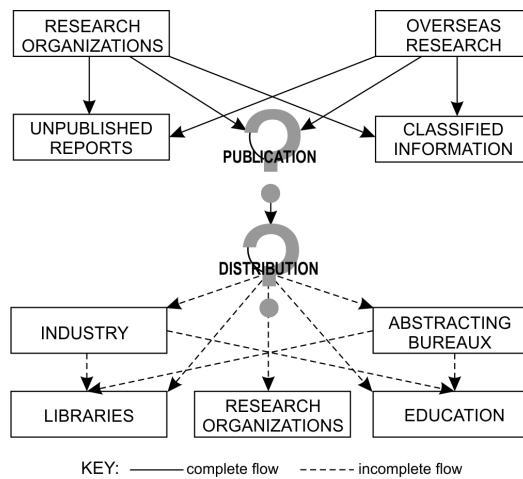 RESEARCH
ORGANIZATIONS
OVERSEAS
RESEARCH
UNPUBLISHED
REPORTS
?
PUBLICATION
CLASSIFIED
INFORMATION
?
DISTRIBUTION
INDUSTRY
ABSTRACTING
BUREAUX
LIBRARIES
RESEARCH
ORGANIZATIONS
EDUCATION
KEY: complete flow incomplete flow